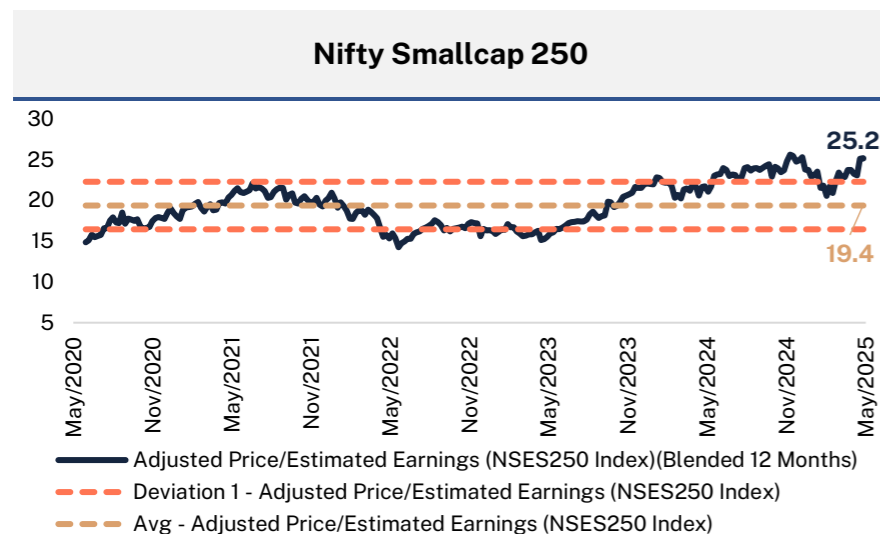 Nifty Smallcap 250
30
25
20
15
10
5
25.2
19.4
May/2020
Nov/2020
May/2021
Nov/2021
May/2022
Nov/2022
May/2023
Nov/2023
May/2024
Nov/2024
May/2025
Adjusted Price/Estimated Earnings (NSES250 Index)(Blended 12 Months)
Deviation 1 - Adjusted Price/Estimated Earnings (NSES250 Index)
Avg - Adjusted Price/Estimated Earnings (NSES250 Index)